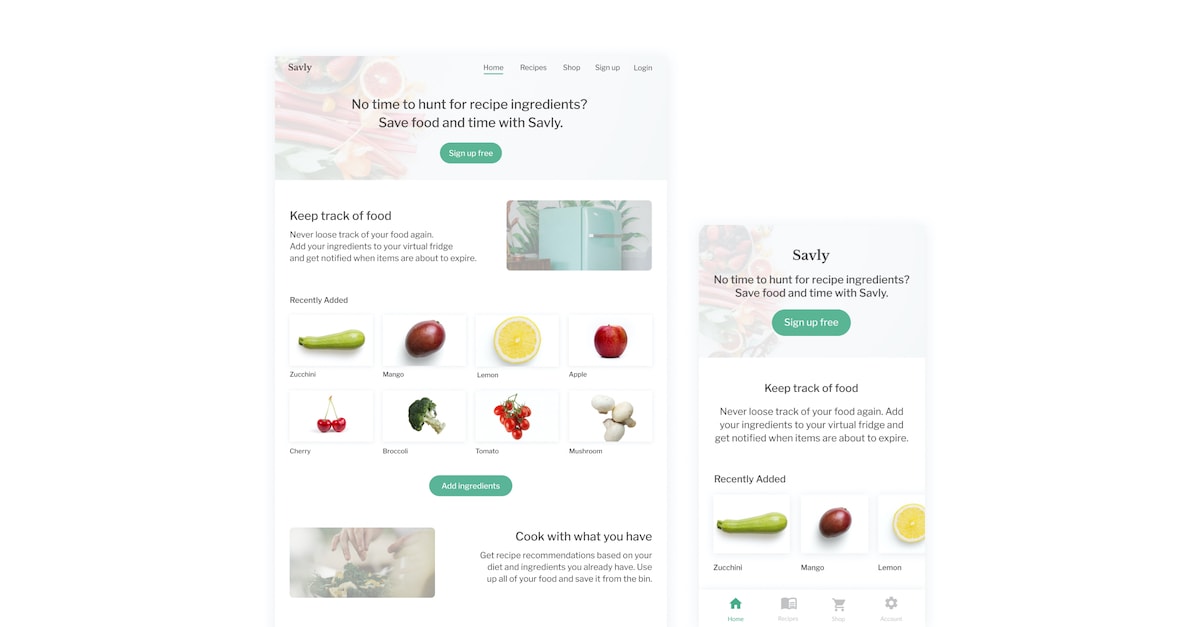 Savly
Home Recipes Shop Sign up Login
No time to hunt for recipe ingredients?
Save food and time with Savly.
Sign up free
Keep track of food
Never loose track of your food again.
Add your ingredients to your virtual fridge
and get notified when items are about to expire.
Recently Added
Zucchini Mango Lemon Apple
Cherry Broccoli Tomato Mushroom
Add ingredients
Cook with what you have
Get recipe recommendations based on your
diet and ingredients you already have. Use
up all of your food and save it from the bin.
Savly
No time to hunt for recipe ingredients?
Save food and time with Savly.
Sign up free
Keep track of food
Never loose track of your food again. Add
your ingredients to your virtual fridge and
get notified when items are about to expire.
Recently Added
Zucchini Mango Lemon
Home Recipes Shop Account